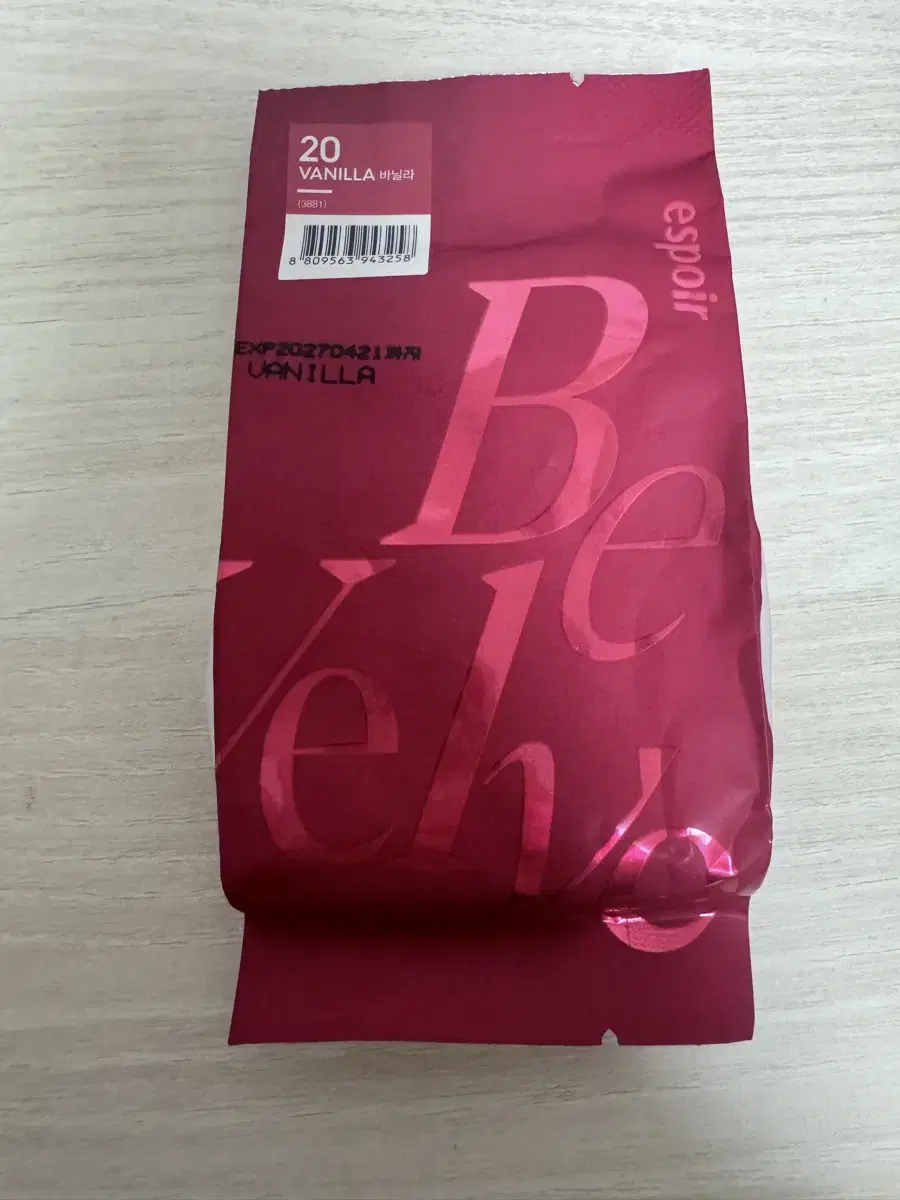 20
VANILLA 바닐라
(3881)
8 809563 943258
espoir
EXP20270421까지
VANILLA
Be
Velve